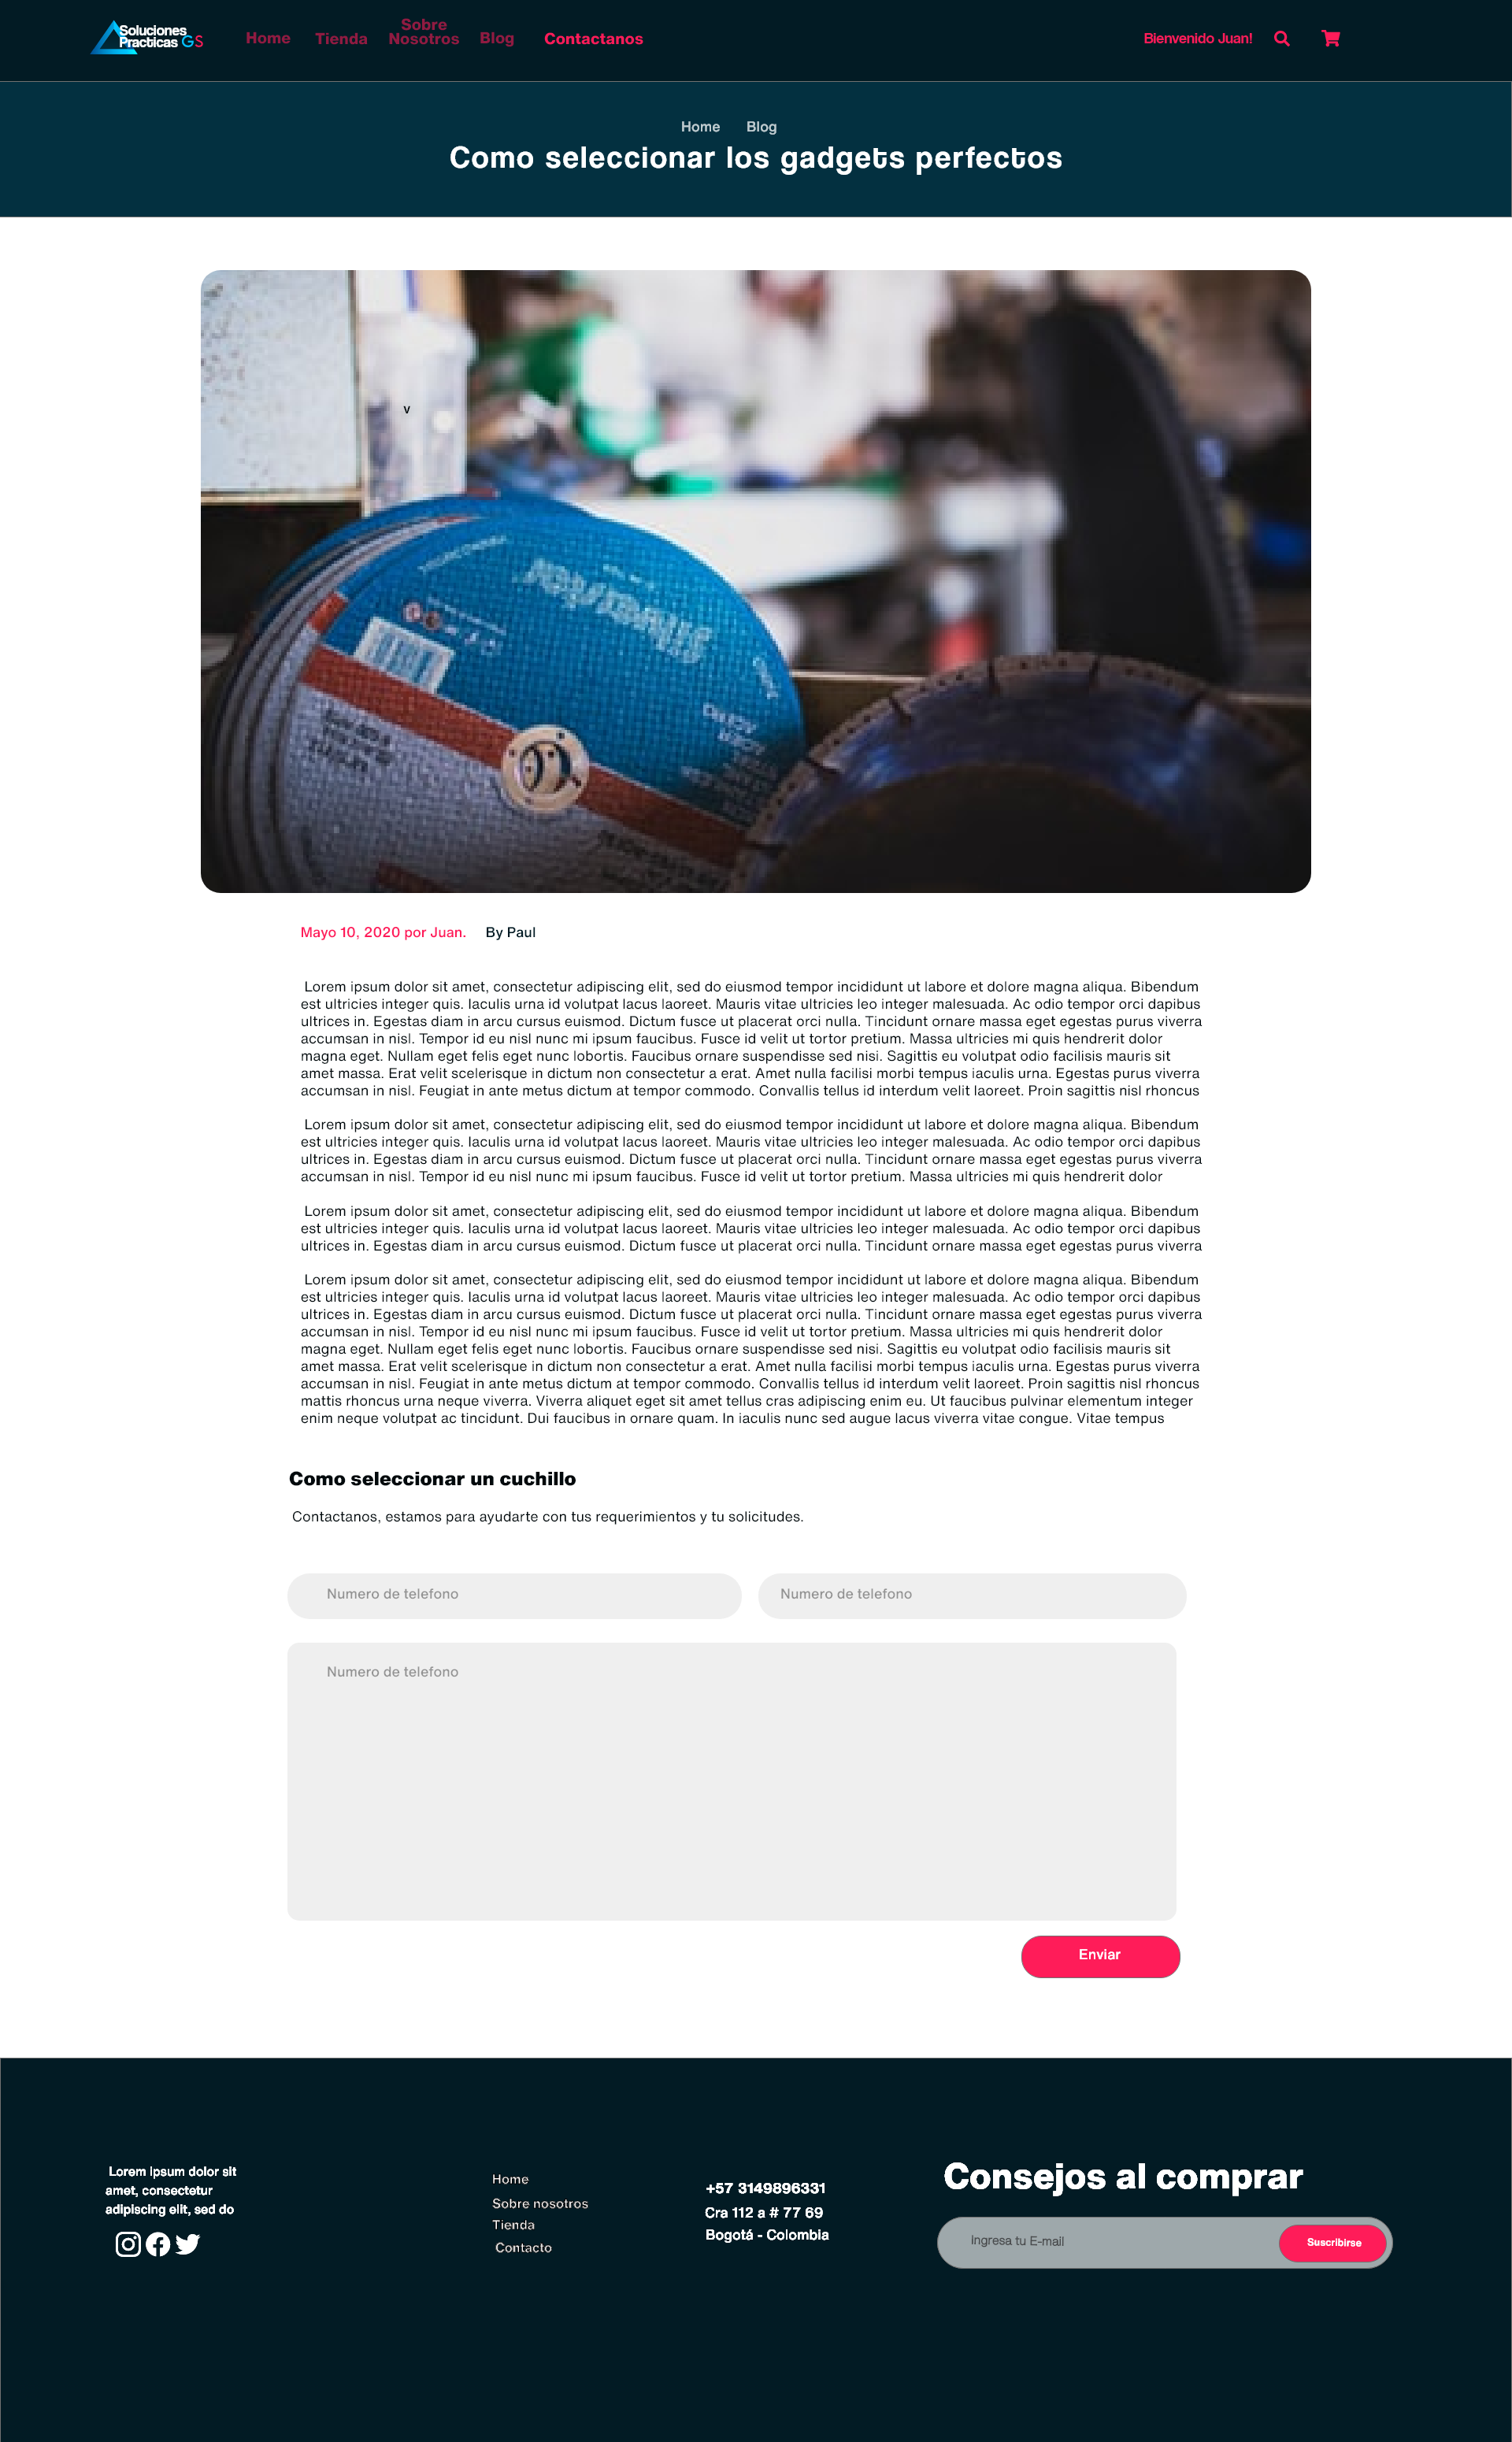 Soluciones
Practicas GS
Home
Tienda
Sobre
Nosotros
Blog
Contactanos
Bienvenido Juan!
Home Blog
Como seleccionar los gadgets perfectos
v
Mayo 10, 2020 por Juan. By Paul
Lorem ipsum dolor sit amet, consectetur adipiscing elit, sed do eiusmod tempor incididunt ut labore et dolore magna aliqua. Bibendum
est ultricies integer quis. Iaculis urna id volutpat lacus laoreet. Mauris vitae ultricies leo integer malesuada. Ac odio tempor orci dapibus
ultrices in. Egestas diam in arcu cursus euismod. Dictum fusce ut placerat orci nulla. Tincidunt ornare massa eget egestas purus viverra
accumsan in nisl. Tempor id eu nisl nunc mi ipsum faucibus. Fusce id velit ut tortor pretium. Massa ultricies mi quis hendrerit dolor
magna eget. Nullam eget felis eget nunc lobortis. Faucibus ornare suspendisse sed nisi. Sagittis eu volutpat odio facilisis mauris sit
amet massa. Erat velit scelerisque in dictum non consectetur a erat. Amet nulla facilisi morbi tempus iaculis urna. Egestas purus viverra
accumsan in nisl. Feugiat in ante metus dictum at tempor commodo. Convallis tellus id interdum velit laoreet. Proin sagittis nisl rhoncus
Lorem ipsum dolor sit amet, consectetur adipiscing elit, sed do eiusmod tempor incididunt ut labore et dolore magna aliqua. Bibendum
est ultricies integer quis. Iaculis urna id volutpat lacus laoreet. Mauris vitae ultricies leo integer malesuada. Ac odio tempor orci dapibus
ultrices in. Egestas diam in arcu cursus euismod. Dictum fusce ut placerat orci nulla. Tincidunt ornare massa eget egestas purus viverra
accumsan in nisl. Tempor id eu nisl nunc mi ipsum faucibus. Fusce id velit ut tortor pretium. Massa ultricies mi quis hendrerit dolor
Lorem ipsum dolor sit amet, consectetur adipiscing elit, sed do eiusmod tempor incididunt ut labore et dolore magna aliqua. Bibendum
est ultricies integer quis. Iaculis urna id volutpat lacus laoreet. Mauris vitae ultricies leo integer malesuada. Ac odio tempor orci dapibus
ultrices in. Egestas diam in arcu cursus euismod. Dictum fusce ut placerat orci nulla. Tincidunt ornare massa eget egestas purus viverra
Lorem ipsum dolor sit amet, consectetur adipiscing elit, sed do eiusmod tempor incididunt ut labore et dolore magna aliqua. Bibendum
est ultricies integer quis. Iaculis urna id volutpat lacus laoreet. Mauris vitae ultricies leo integer malesuada. Ac odio tempor orci dapibus
ultrices in. Egestas diam in arcu cursus euismod. Dictum fusce ut placerat orci nulla. Tincidunt ornare massa eget egestas purus viverra
accumsan in nisl. Tempor id eu nisl nunc mi ipsum faucibus. Fusce id velit ut tortor pretium. Massa ultricies mi quis hendrerit dolor
magna eget. Nullam eget felis eget nunc lobortis. Faucibus ornare suspendisse sed nisi. Sagittis eu volutpat odio facilisis mauris sit
amet massa. Erat velit scelerisque in dictum non consectetur a erat. Amet nulla facilisi morbi tempus iaculis urna. Egestas purus viverra
accumsan in nisl. Feugiat in ante metus dictum at tempor commodo. Convallis tellus id interdum velit laoreet. Proin sagittis nisl rhoncus
mattis rhoncus urna neque viverra. Viverra aliquet eget sit amet tellus cras adipiscing enim eu. Ut faucibus pulvinar elementum integer
enim neque volutpat ac tincidunt. Dui faucibus in ornare quam. In iaculis nunc sed augue lacus viverra vitae congue. Vitae tempus
Como seleccionar un cuchillo
Contactanos, estamos para ayudarte con tus requerimientos y tu solicitudes.
Numero de telefono
Numero de telefono
Numero de telefono
Enviar
Lorem ipsum dolor sit
amet, consectetur
adipiscing elit, sed do
Home
Sobre nosotros
Tienda
Contacto
+57 3149896331
Cra 112 a # 77 69
Bogotá - Colombia
Consejos al comprar
Ingresa tu E-mail
Suscribirse